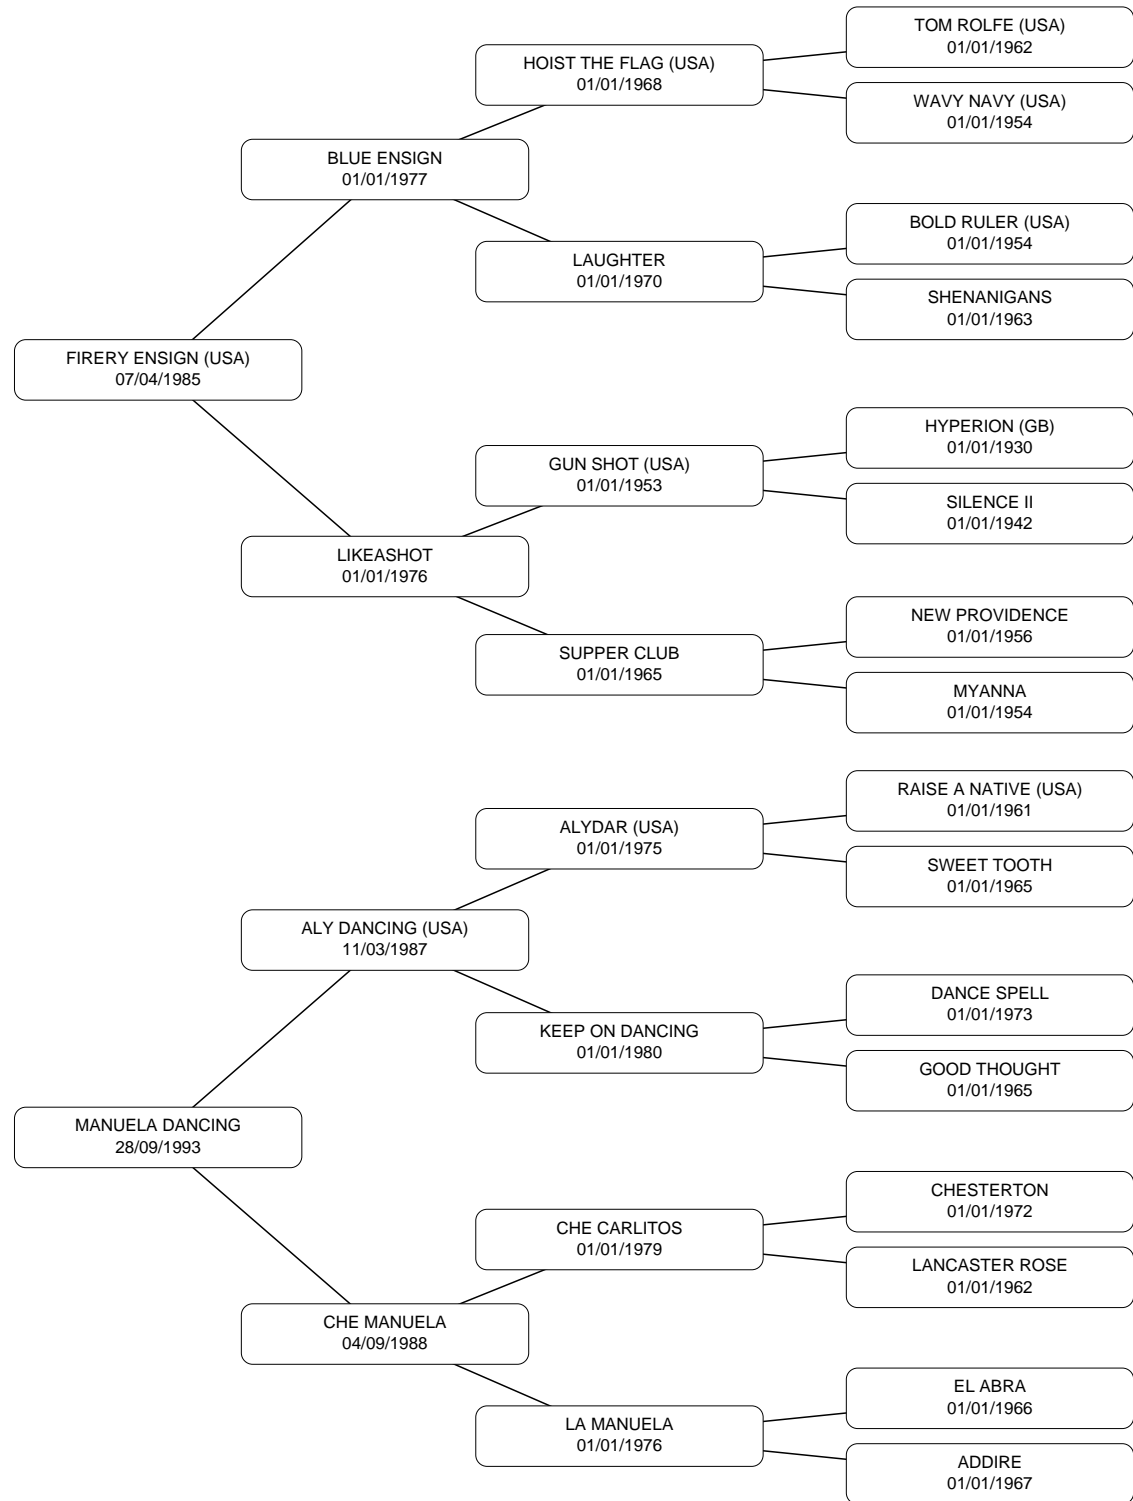 TOM ROLFE (USA)
01/01/1962
HOIST THE FLAG (USA)
01/01/1968
WAVY NAVY (USA)
01/01/1954
BLUE ENSIGN
01/01/1977
BOLD RULER (USA)
01/01/1954
LAUGHTER
01/01/1970
SHENANIGANS
01/01/1963
FIRERY ENSIGN (USA)
07/04/1985
HYPERION (GB)
01/01/1930
GUN SHOT (USA)
01/01/1953
SILENCE II
01/01/1942
LIKEASHOT
01/01/1976
NEW PROVIDENCE
01/01/1956
SUPPER CLUB
01/01/1965
MYANNA
01/01/1954
RAISE A NATIVE (USA)
01/01/1961
ALYDAR (USA)
01/01/1975
SWEET TOOTH
01/01/1965
ALY DANCING (USA)
11/03/1987
DANCE SPELL
01/01/1973
KEEP ON DANCING
01/01/1980
GOOD THOUGHT
01/01/1965
MANUELA DANCING
28/09/1993
CHESTERTON
01/01/1972
CHE CARLITOS
01/01/1979
LANCASTER ROSE
01/01/1962
CHE MANUELA
04/09/1988
EL ABRA
01/01/1966
LA MANUELA
01/01/1976
ADDIRE
01/01/1967